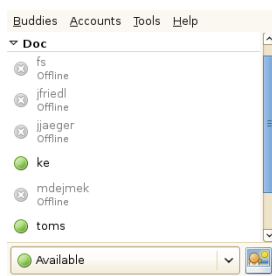 Buddies Accounts Tools Help
Doc
fs
Offline
jfriedl
Offline
jjaeger
Offline
ke
mdejmek
Offline
toms
Available